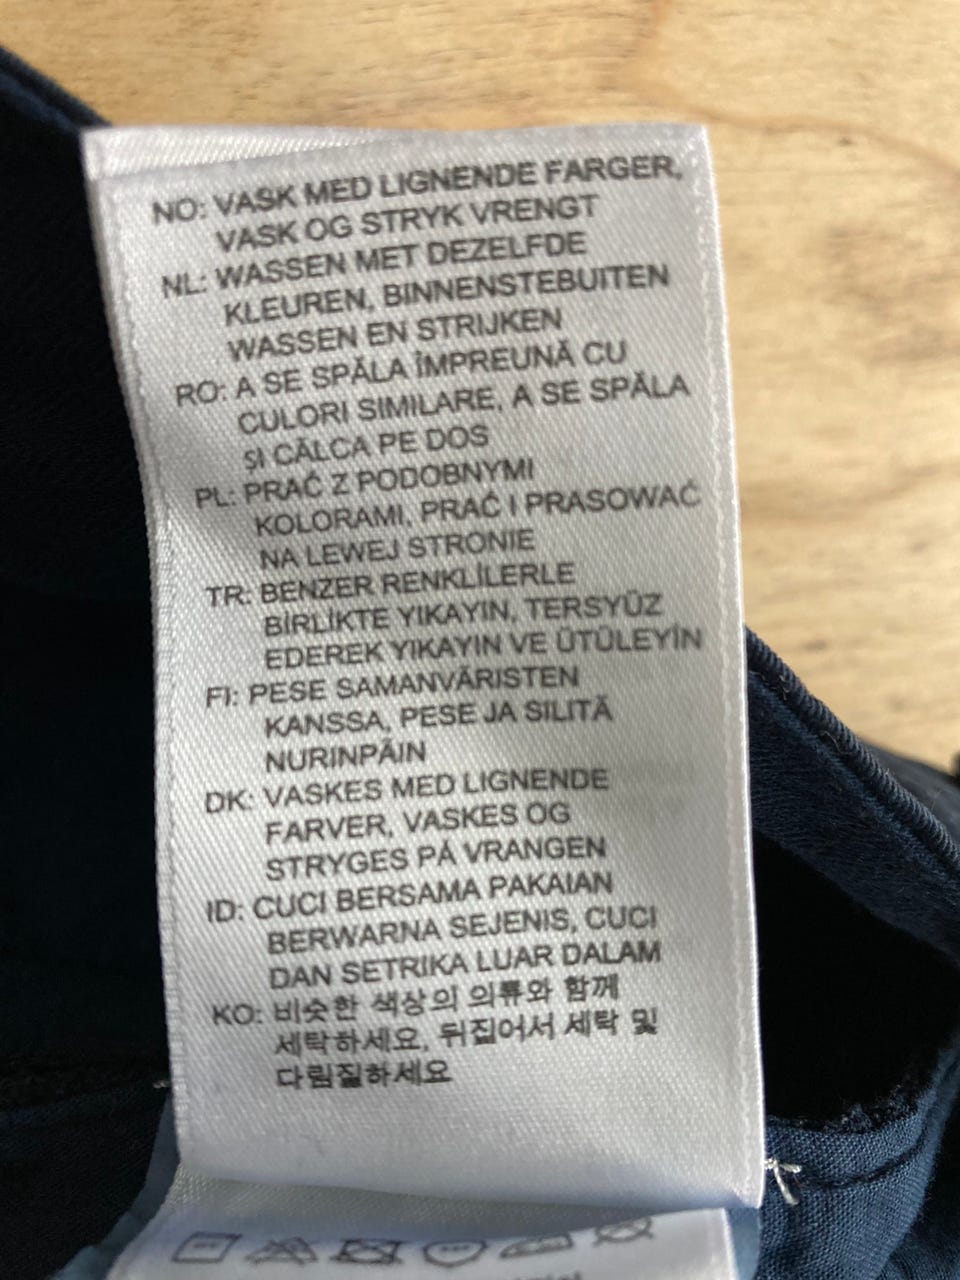 NO: VASK MED LIGNENDE FARGER,
VASK OG STRYK VRENGT
NL: WASSEN MET DEZELFDE
KLEUREN, BINNENSTEBUITEN
WASSEN EN STRIJKEN
RO: A SE SPĂLA ÎMPREUNĂ CU
CULORI SIMILARE, A SE SPĂLA
ŞI CĂLCA PE DOS
PL: PRAĆ Z PODOBNYMI
KOLORAMI, PRAĆ I PRASOWAĆ
NA LEWEJ STRONIE
TR: BENZER RENKLİLERLE
BİRLİKTE YIKAYIN, TERSYÜZ
EDEREK YIKAYIN VE ÜTÜLEYİN
FI: PESE SAMANVÄRISTEN
KANSSA, PESE JA SILITÄ
NURINPÄIN
DK: VASKES MED LIGNENDE
FARVER, VASKES OG
STRYGES PÅ VRANGEN
ID: CUCI BERSAMA PAKAIAN
BERWARNA SEJENIS, CUCI
DAN SETRIKA LUAR DALAM
KO: 비슷한 색상의 의류와 함께
세탁하세요, 뒤집어서 세탁 및
다림질하세요